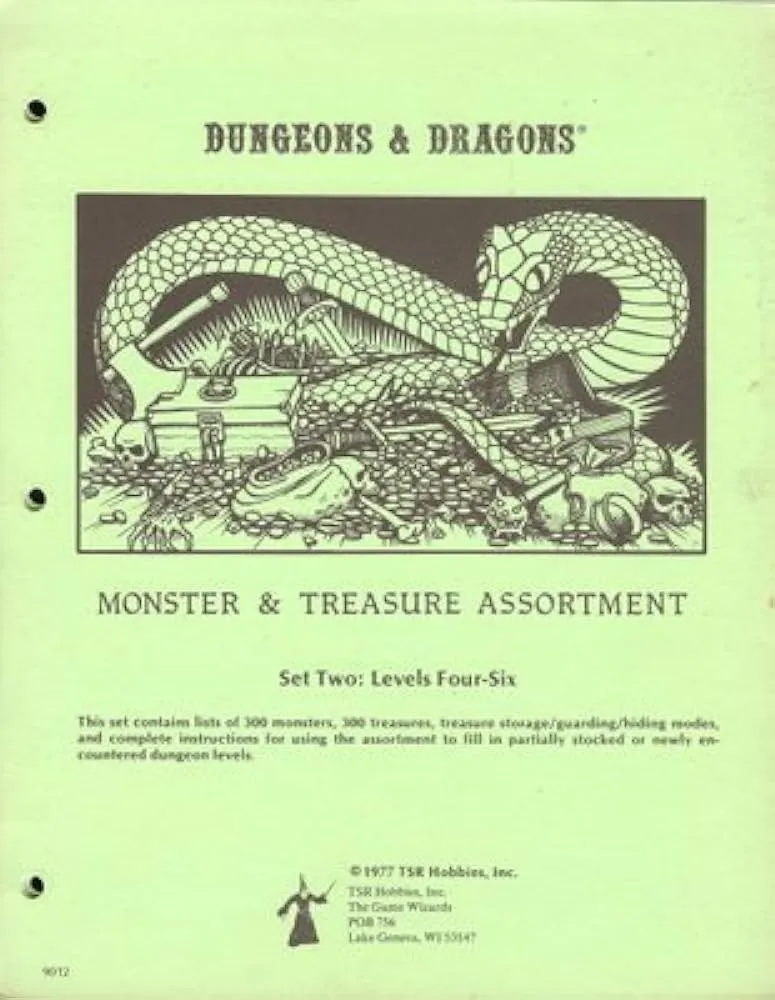 DUNGEONS & DRAGONS®
MONSTER & TREASURE ASSORTMENT
Set Two: Levels Four-Six
This set contains lists of 300 monsters, 300 treasures, treasure storage/guarding/hiding modes,
and complete instructions for using the assortment to fill in partially stocked or newly en-
countered dungeon levels.
© 1977 TSR Hobbies, Inc.
TSR Hobbies, Inc.
The Game Wizards
POB 756
Lake Geneva, WI 53147
9012